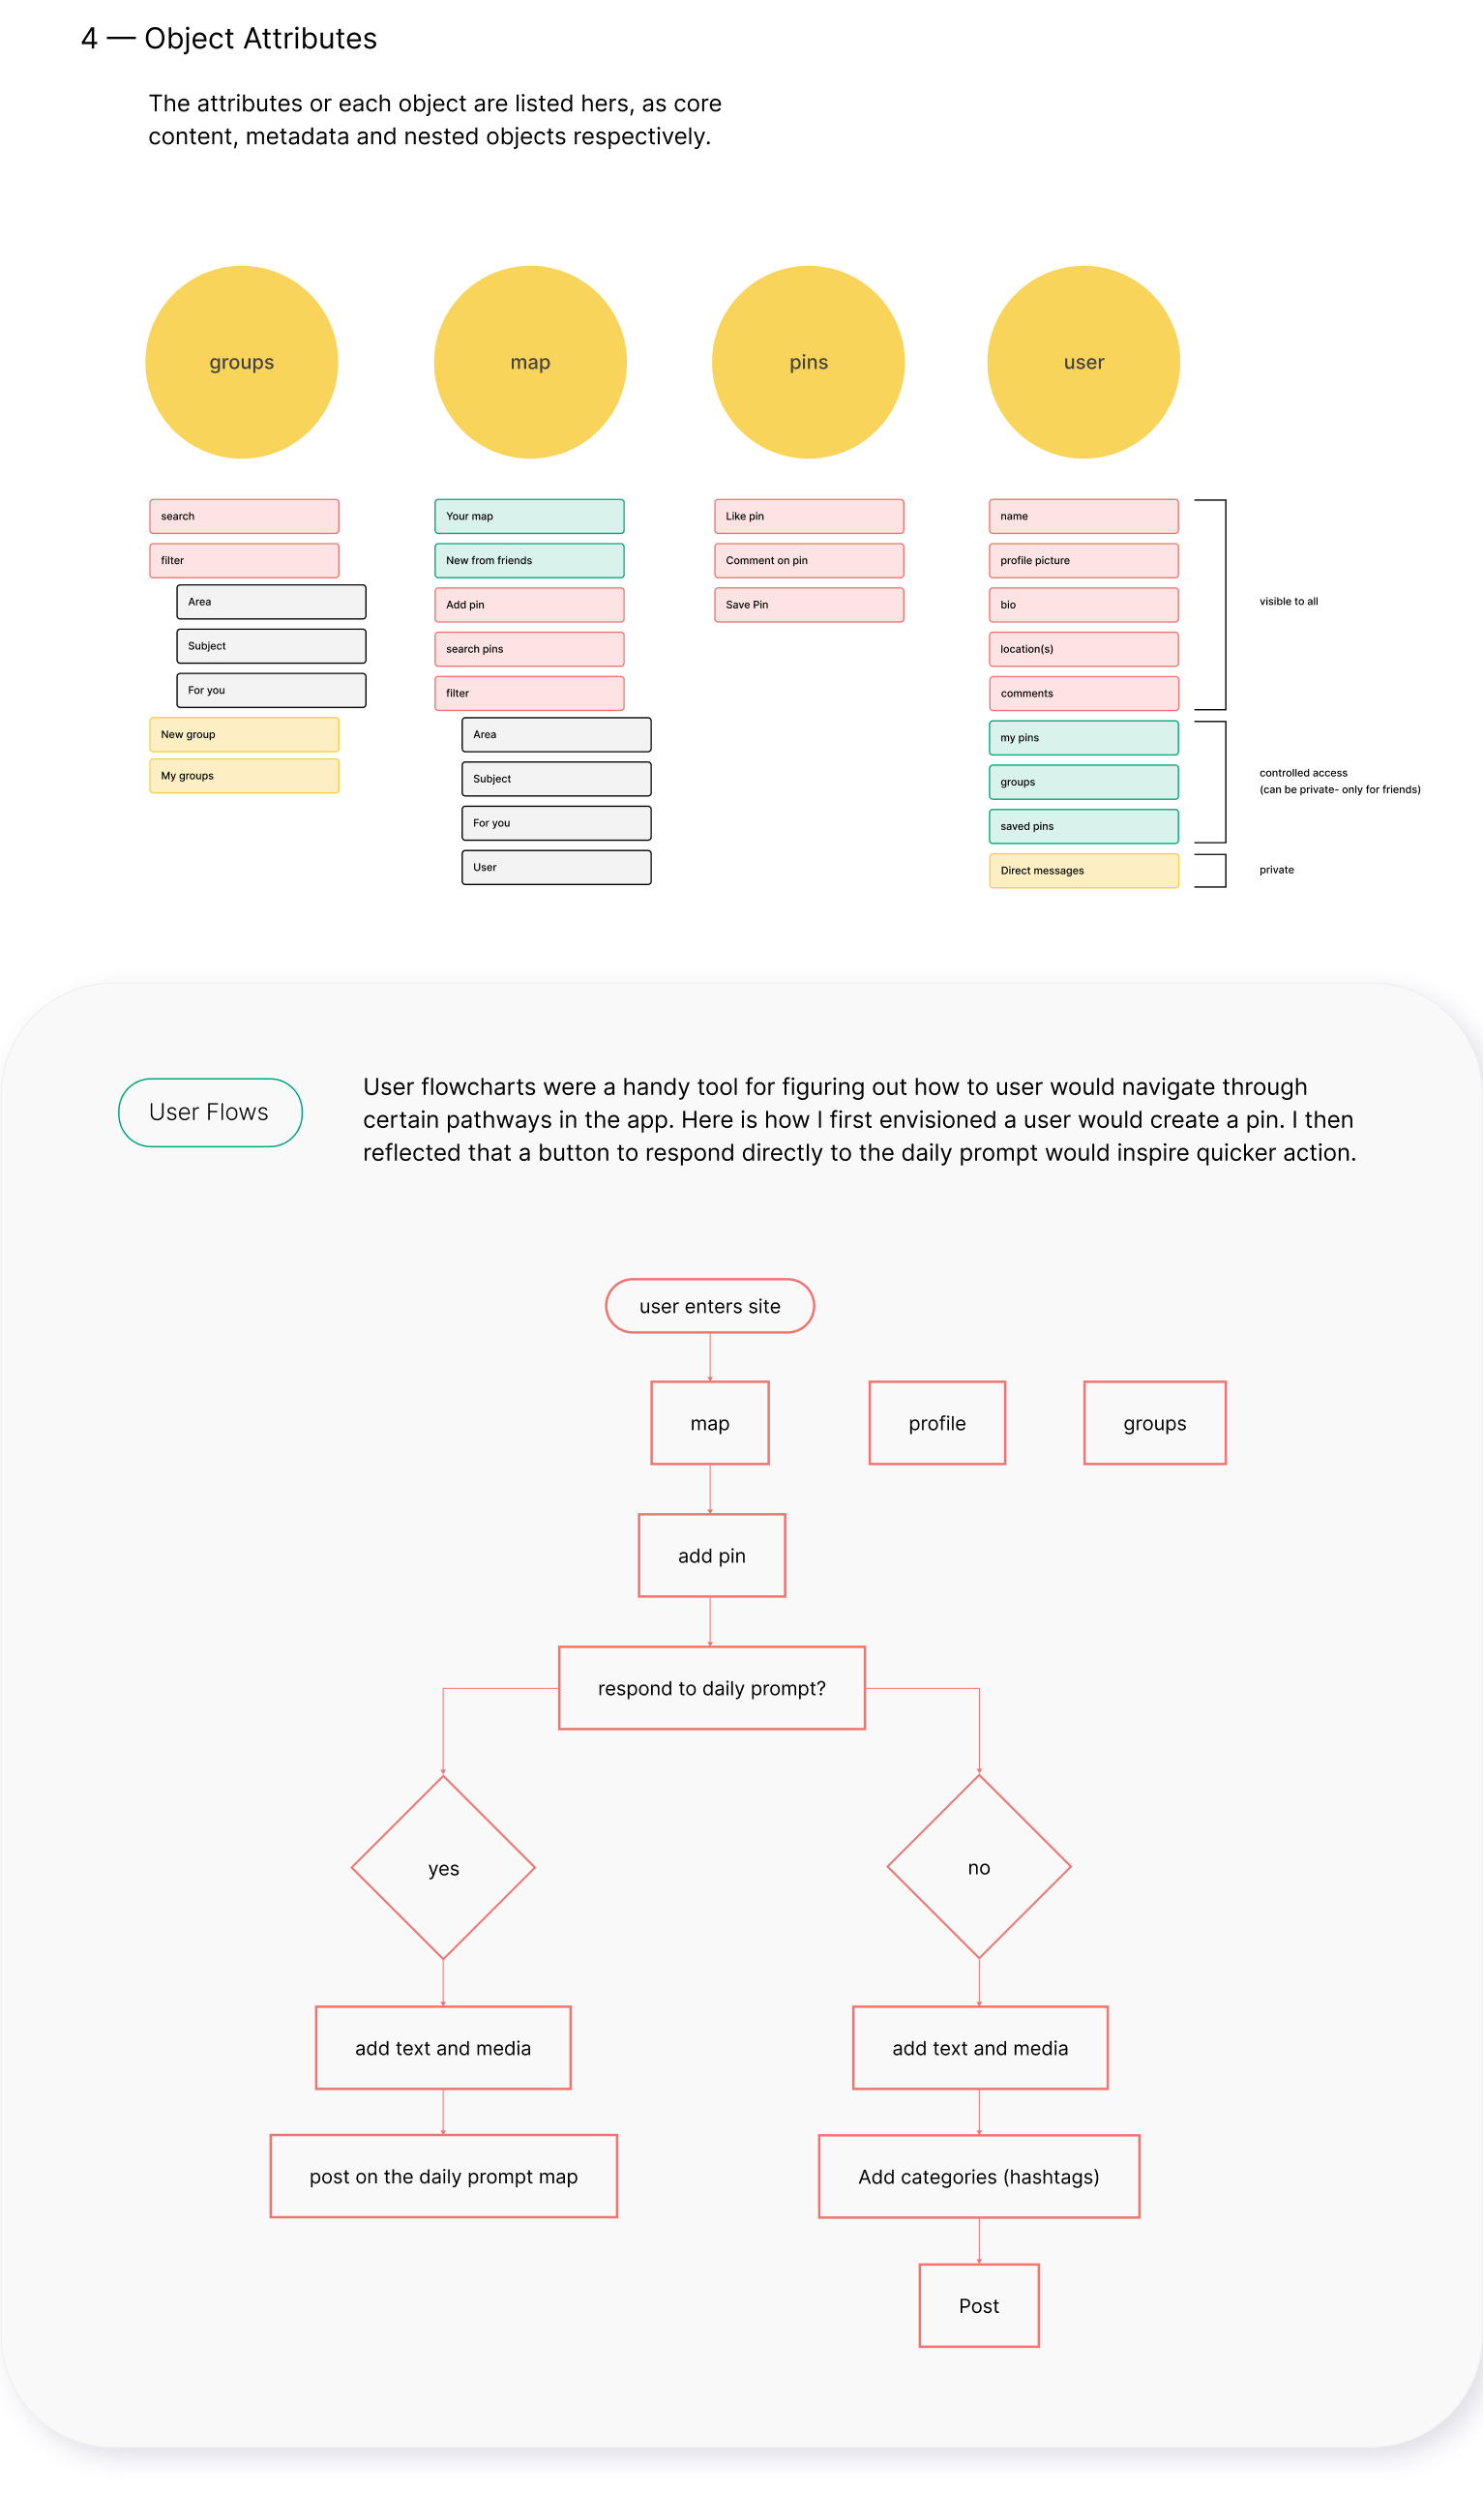 4 — Object Attributes
The attributes or each object are listed hers, as core
content, metadata and nested objects respectively.
groups
search
filter
Area
Subject
For you
New group
My groups
map
Your map
New from friends
Add pin
search pins
filter
Area
Subject
For you
User
pins
Like pin
Comment on pin
Save Pin
user
name
profile picture
bio
location(s)
comments
my pins
groups
saved pins
Direct messages
visible to all
controlled access
(can be private- only for friends)
private
User Flows
User flowcharts were a handy tool for figuring out how to user would navigate through
certain pathways in the app. Here is how I first envisioned a user would create a pin. I then
reflected that a button to respond directly to the daily prompt would inspire quicker action.
user enters site
map
profile
groups
add pin
respond to daily prompt?
yes
no
add text and media
add text and media
post on the daily prompt map
Add categories (hashtags)
Post